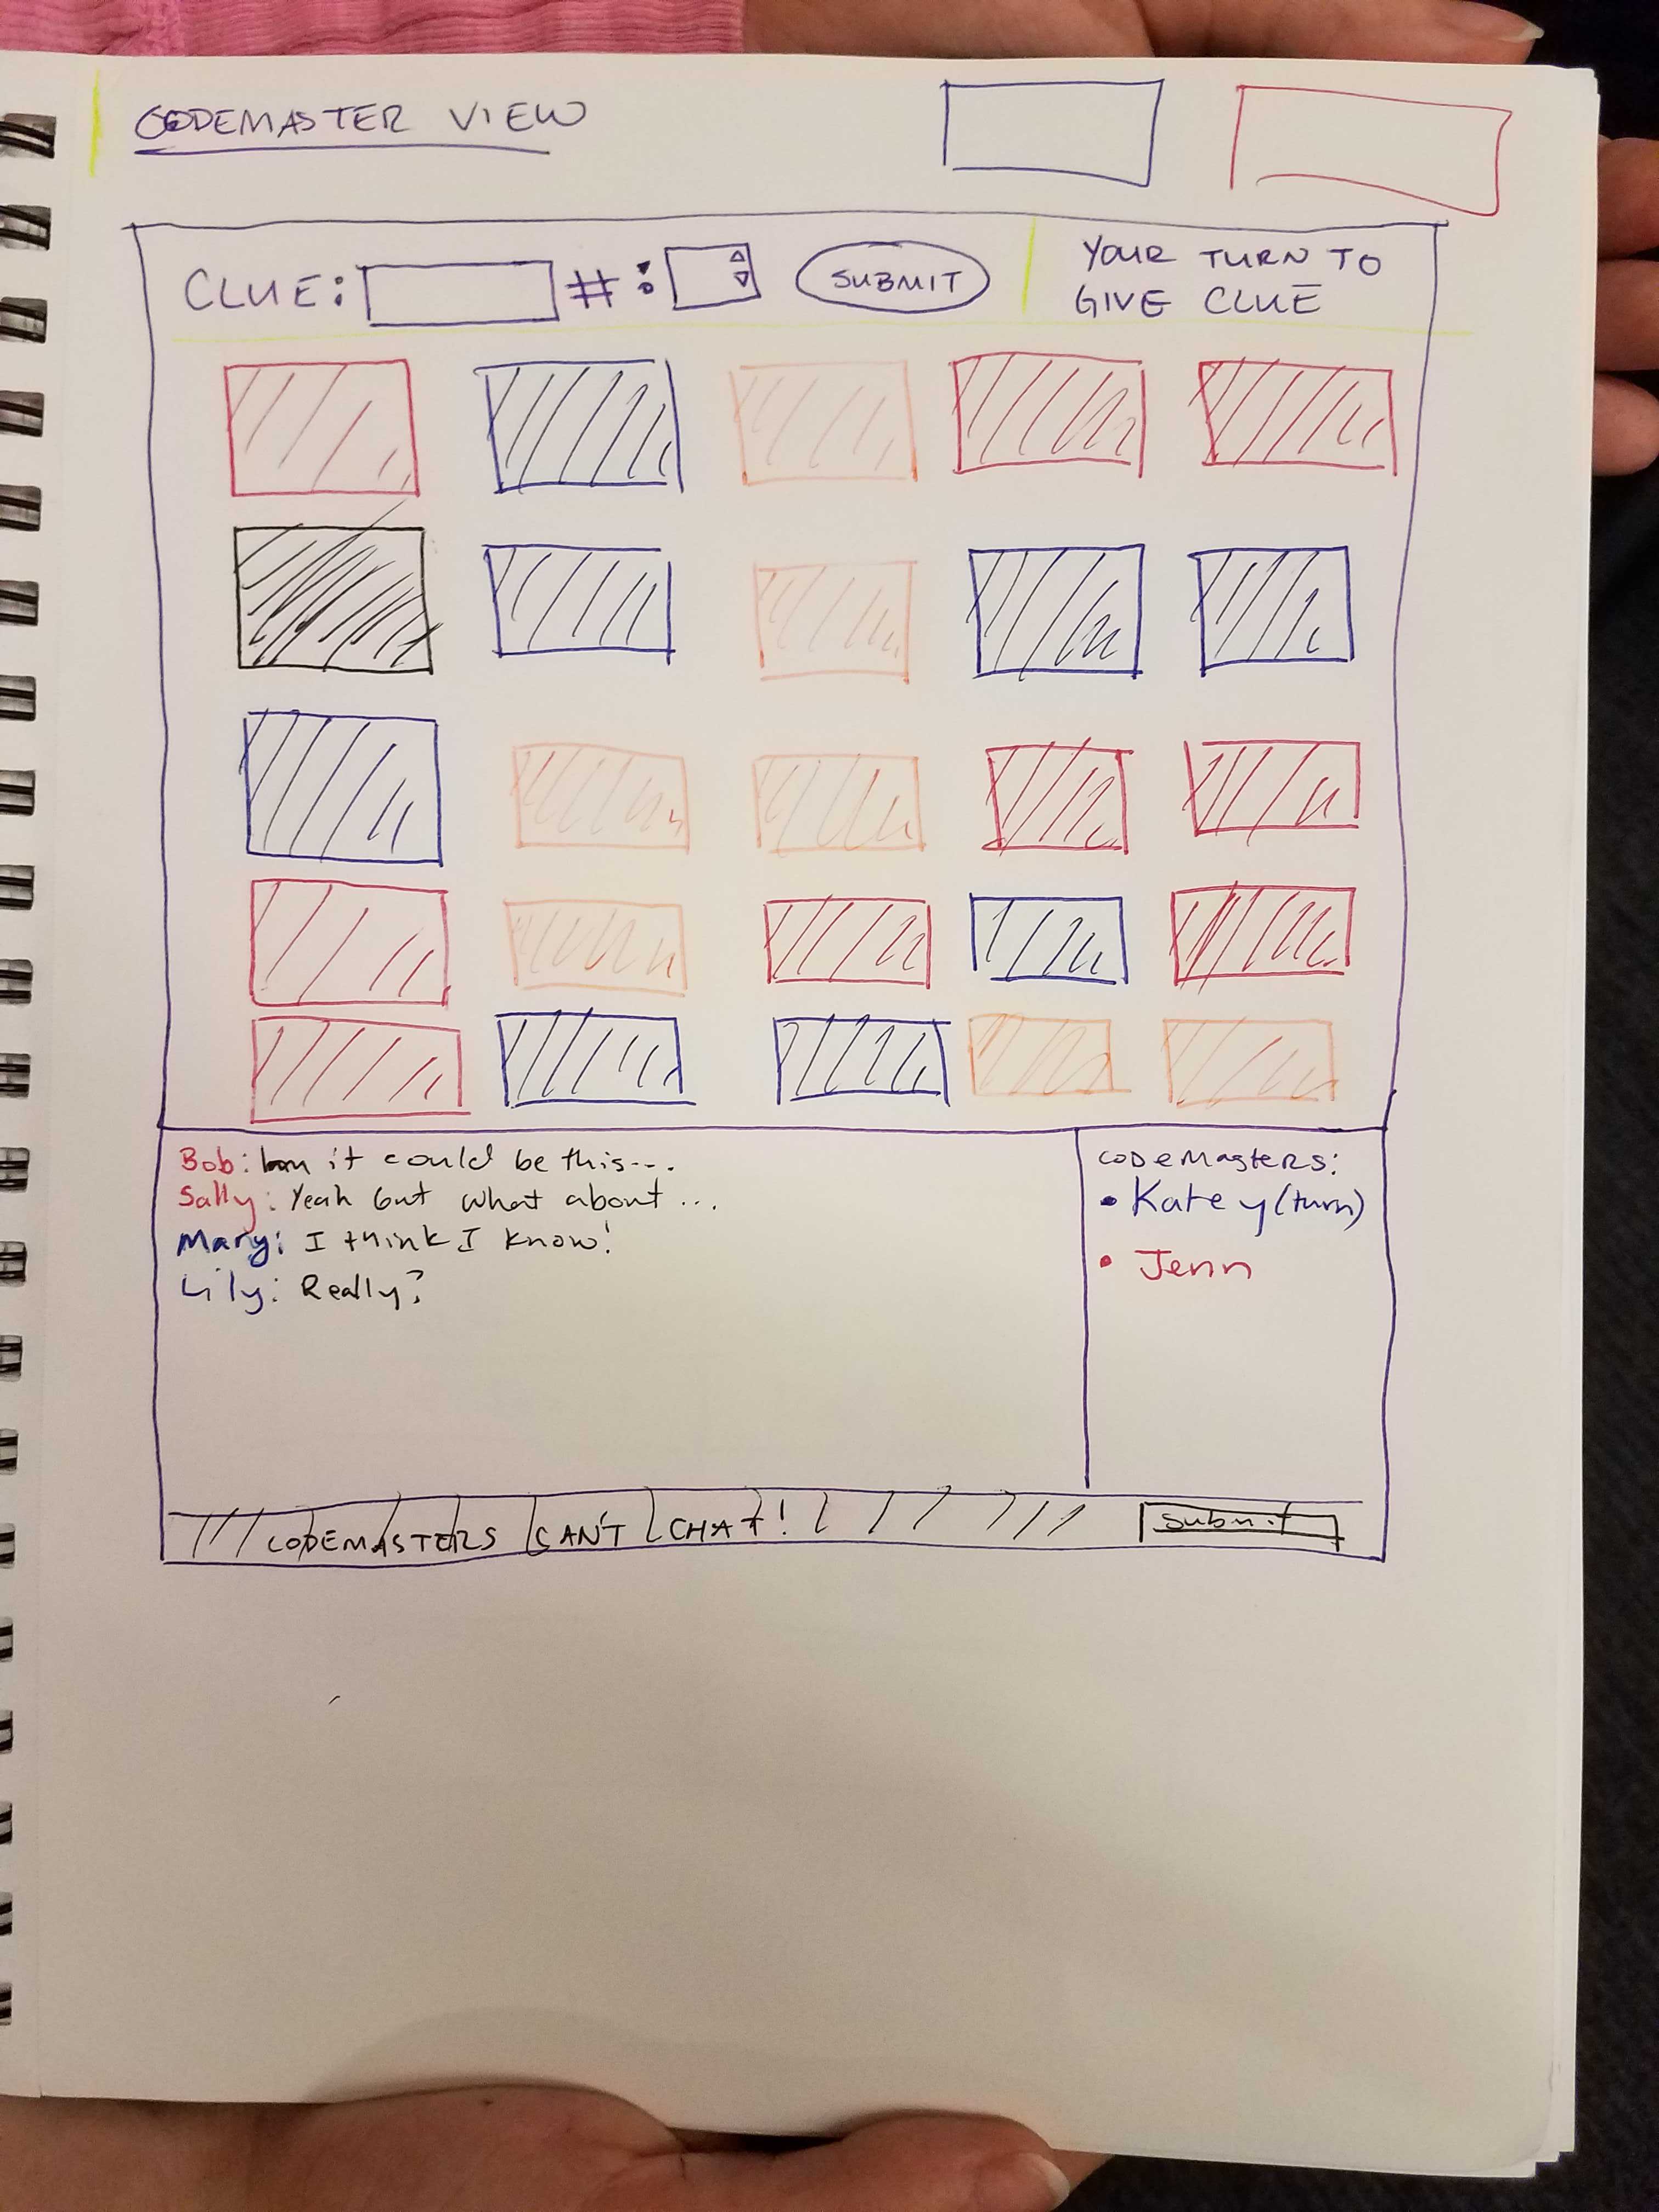 CODEMASTER VIEW
CLUE: #: SUBMIT
YOUR TURN TO
GIVE CLUE
Bob: it could be this...
Sally: Yeah but what about ...
Mary: I think I know!
Lily: Really?
CODEMASTERS:
• Katey (turn)
• Jenn
CODEMASTERS CAN'T CHAT!
Submit